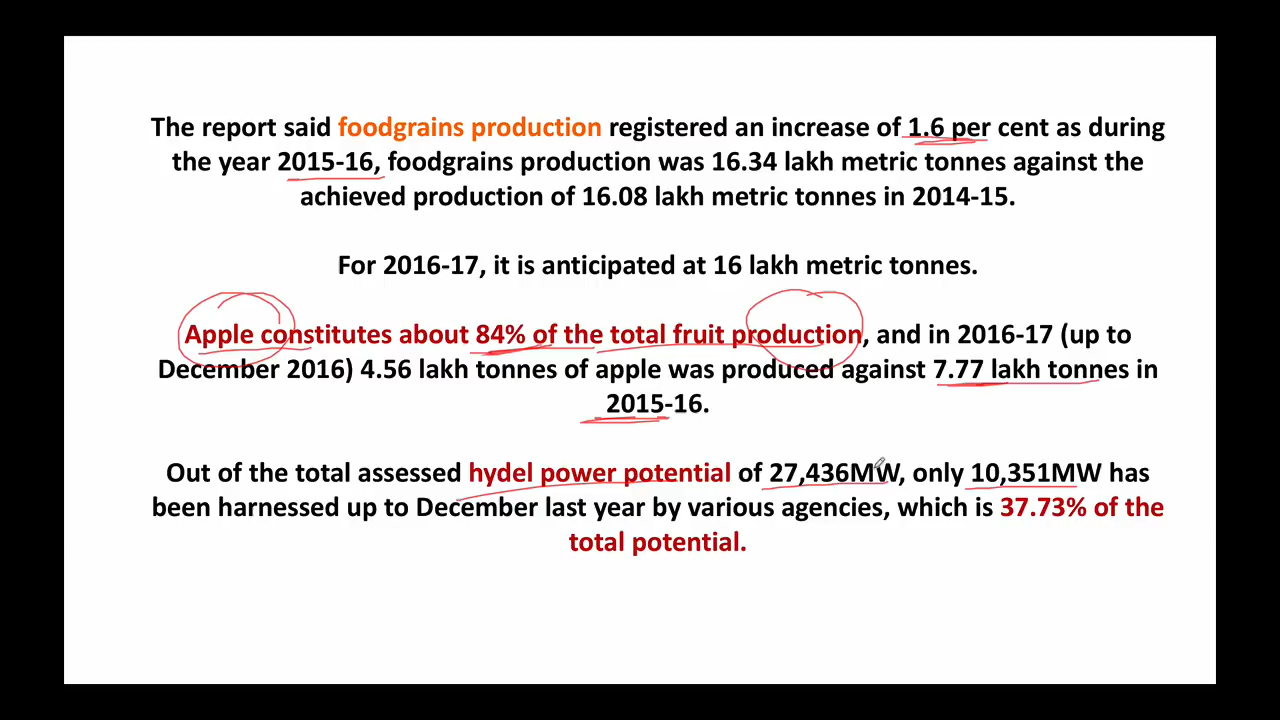 The report said foodgrains production registered an increase of 1.6 per cent as during
the year 2015-16, foodgrains production was 16.34 lakh metric tonnes against the
achieved production of 16.08 lakh metric tonnes in 2014-15.
For 2016-17, it is anticipated at 16 lakh metric tonnes.
Apple constitutes about 84% of the total fruit production, and in 2016-17 (up to
December 2016) 4.56 lakh tonnes of apple was produced against 7.77 lakh tonnes in
2015-16.
Out of the total assessed hydel power potential of 27,436MW, only 10,351MW has
been harnessed up to December last year by various agencies, which is 37.73% of the
total potential.